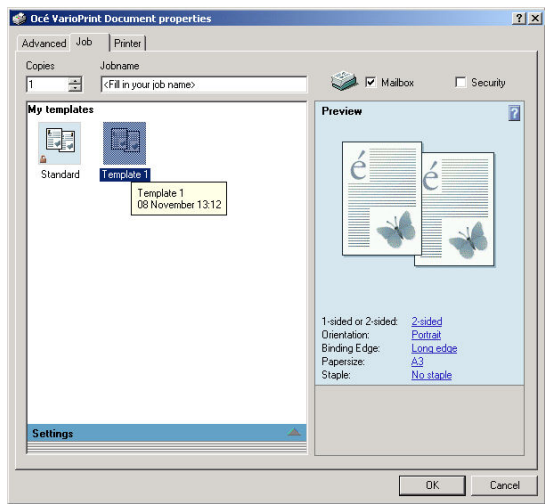 Océ VarioPrint Document properties
Advanced Job Printer
Copies Jobname
1 <Fill in your job name> Mailbox Security
My templates
Standard Template 1
Template 1
08 November 13:12
Settings
Preview
é é
1-sided or 2-sided: 2-sided
Orientation: Portrait
Binding Edge: Long edge
Papersize: A3
Staple: No staple
OK Cancel